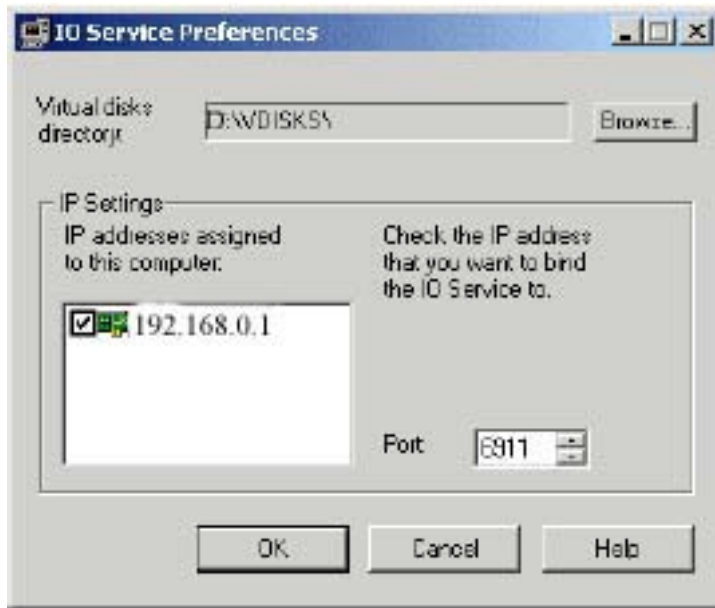 IO Service Preferences
Virtual disks
directory:
D:\VDISKS\
Browse...
IP Settings
IP addresses assigned
to this computer:
Check the IP address
that you want to bind
the IO Service to.
192.168.0.1
Port
6911
OK
Cancel
Help